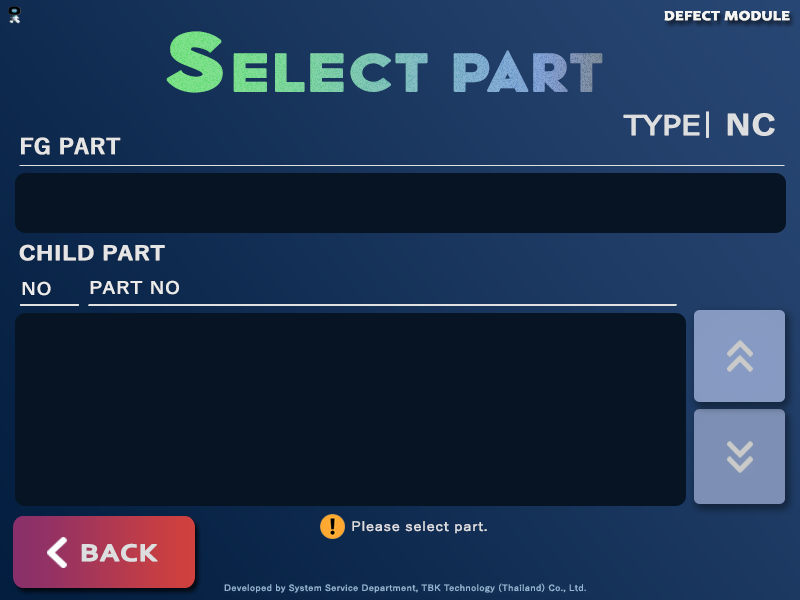 DEFECT MODULE
SELECT PART
TYPE| NC
FG PART
CHILD PART
NO PART NO
! Please select part.
BACK
Developed by System Service Department, TBK Technology (Thailand) Co., Ltd.